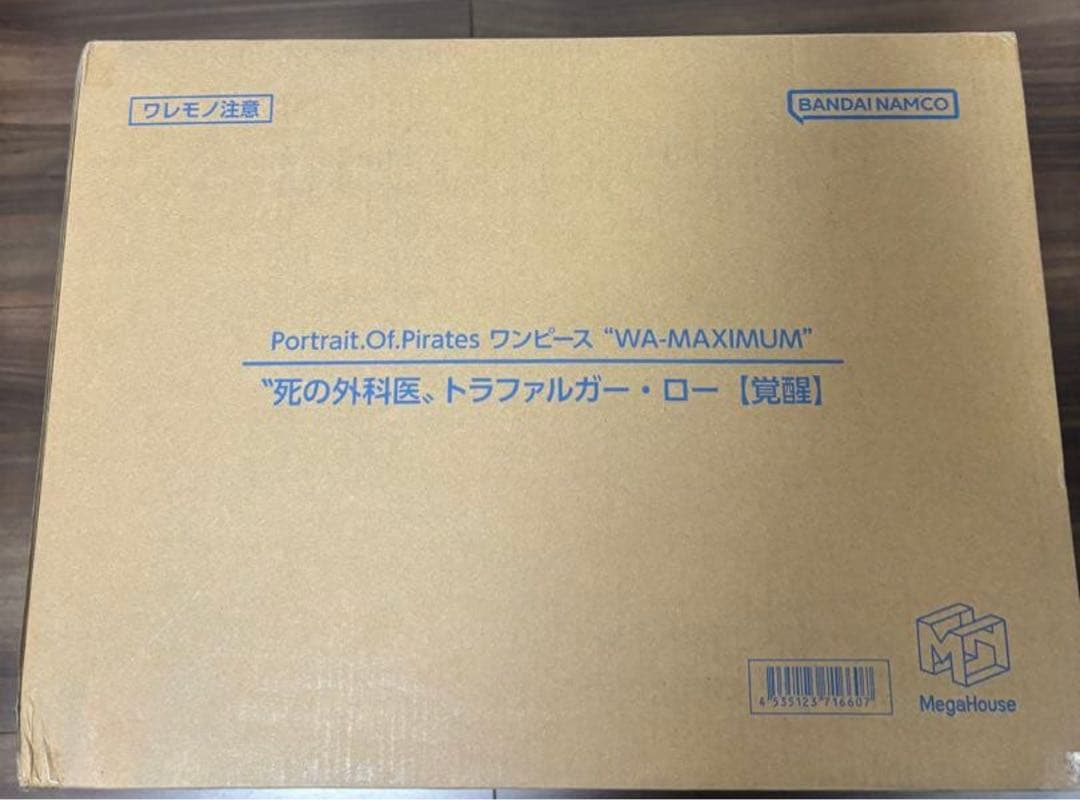 ワレモノ注意
BANDAI NAMCO
Portrait.Of.Pirates ワンピース “WA-MAXIMUM”
〝死の外科医〟トラファルガー・ロー【覚醒】
4 535123 716607
MegaHouse